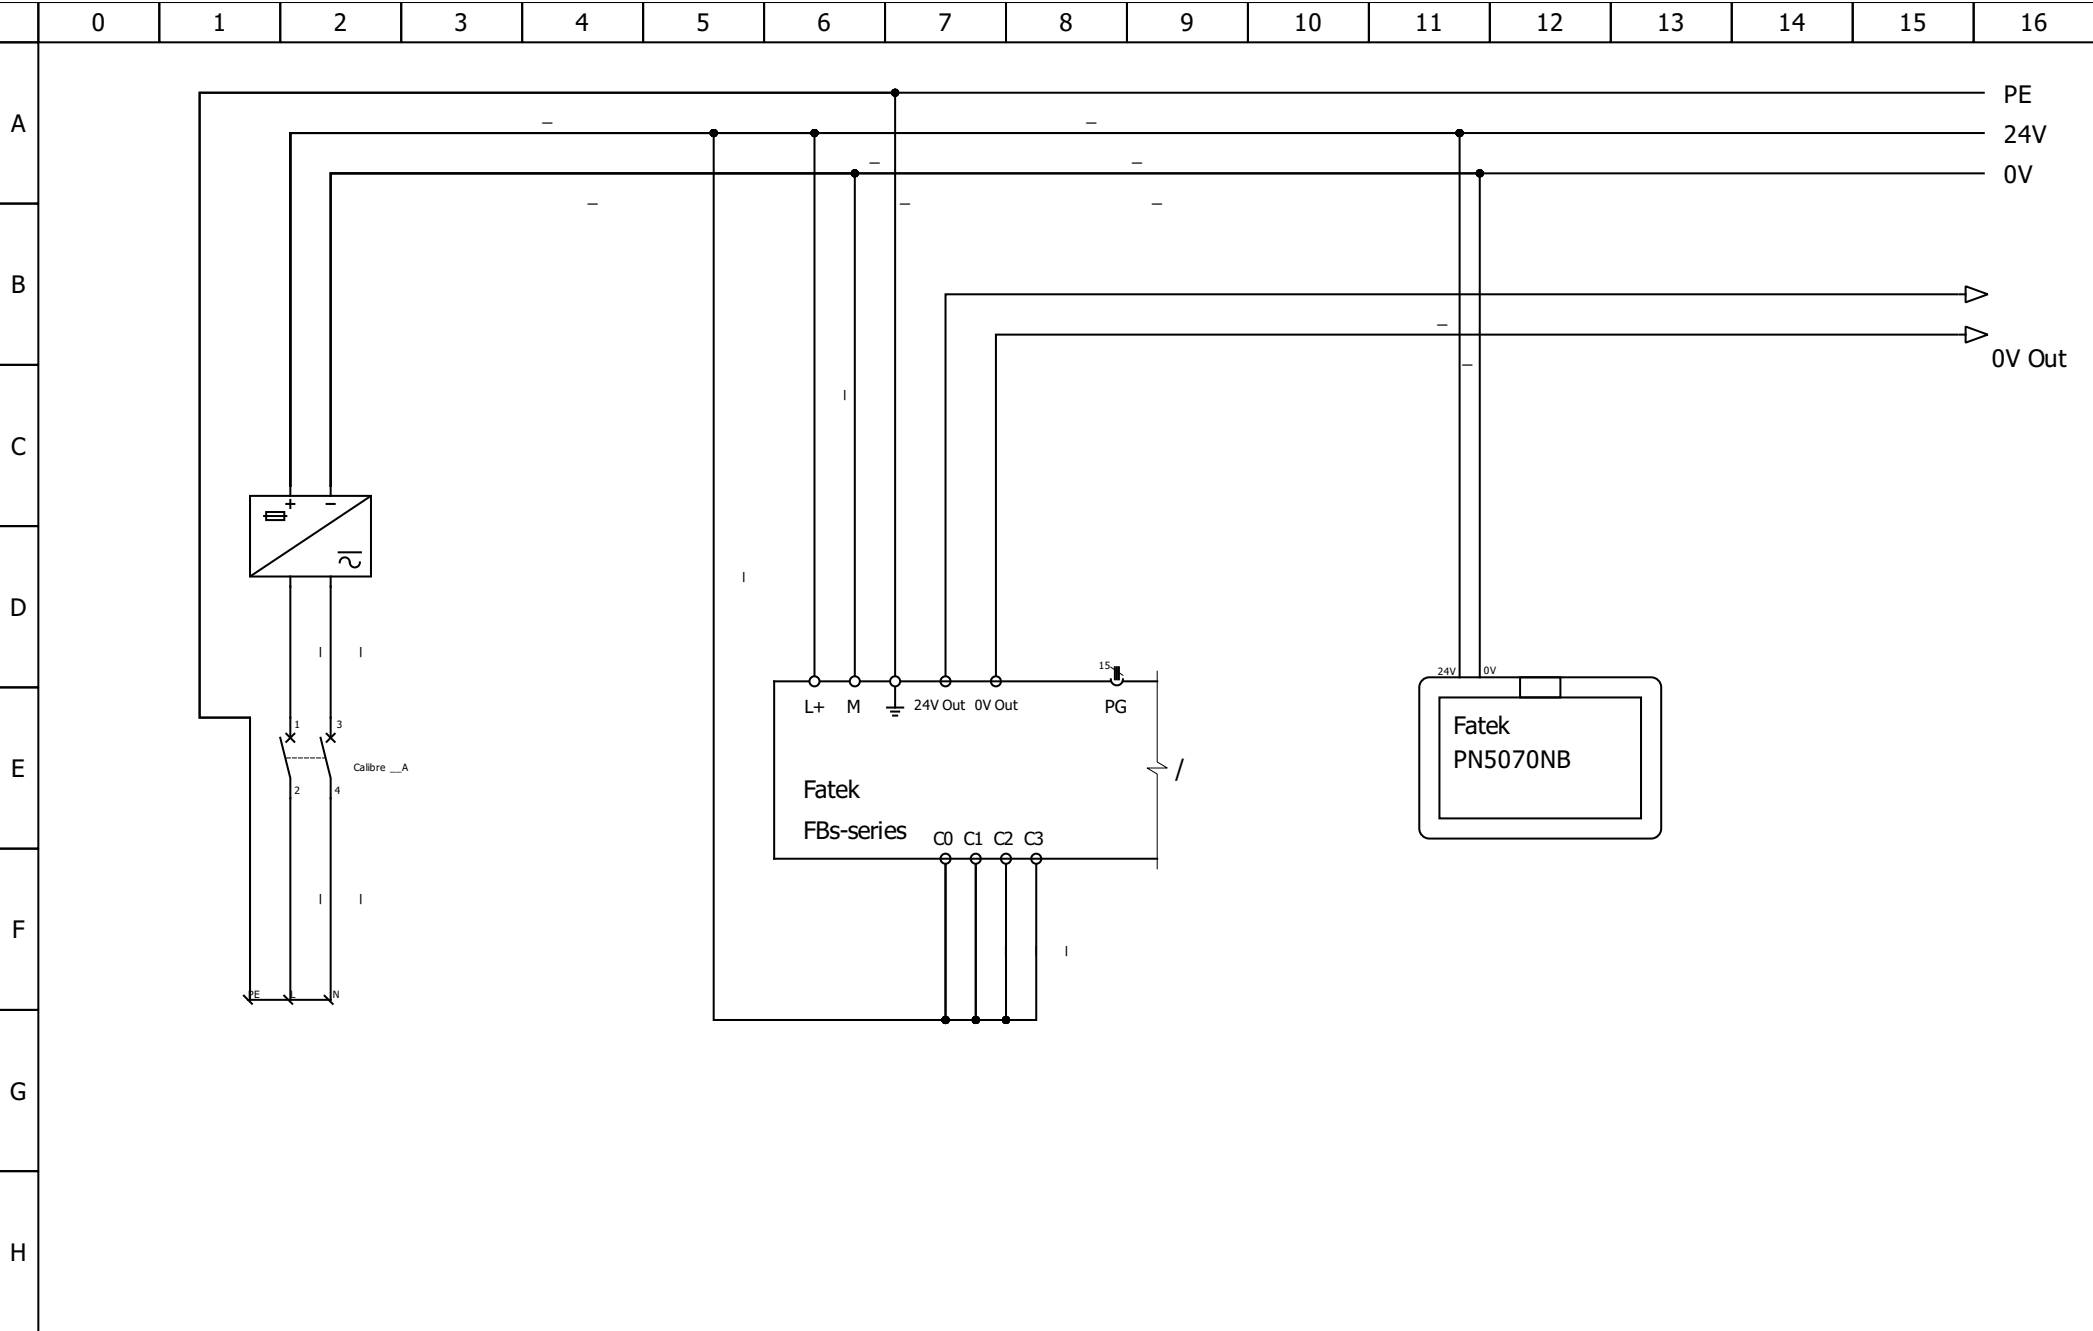 0 1 2 3 4 5 6 7 8 9 10 11 12 13 14 15 16
A
PE
24V
0V
B
0V Out
C
+ −
D
15
24V 0V
L+ M 24V Out 0V Out PG
1 3
Fatek
PN5070NB
E
Calibre __A
/
2 4
Fatek
FBs-series
C0 C1 C2 C3
F
PE L N
G
H